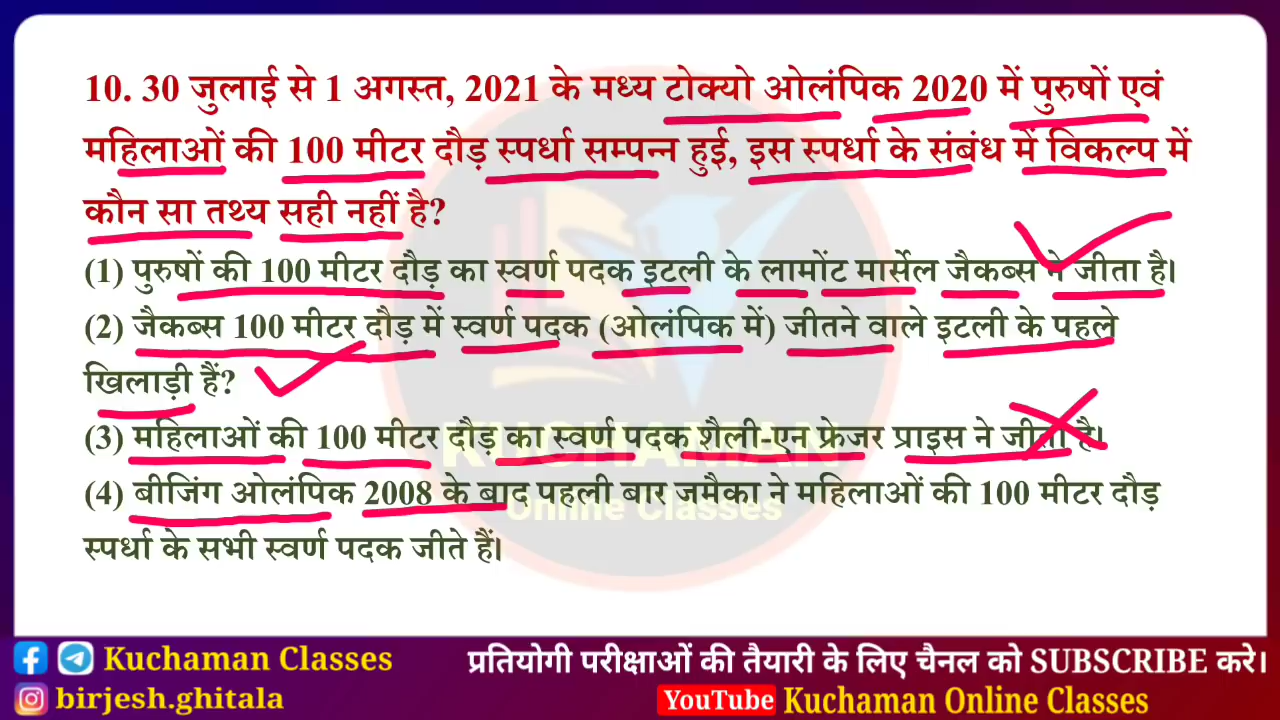 10. 30 जुलाई से 1 अगस्त, 2021 के मध्य टोक्यो ओलंपिक 2020 में पुरुषों एवं
महिलाओं की 100 मीटर दौड़ स्पर्धा सम्पन्न हुई, इस स्पर्धा के संबंध में विकल्प में
कौन सा तथ्य सही नहीं है?
(1) पुरुषों की 100 मीटर दौड़ का स्वर्ण पदक इटली के लामोंट मार्सेल जैकब्स ने जीता है।
(2) जैकब्स 100 मीटर दौड़ में स्वर्ण पदक (ओलंपिक में) जीतने वाले इटली के पहले
खिलाड़ी हैं?
(3) महिलाओं की 100 मीटर दौड़ का स्वर्ण पदक शैली-एन फ्रेजर प्राइस ने जीता है।
(4) बीजिंग ओलंपिक 2008 के बाद पहली बार जमैका ने महिलाओं की 100 मीटर दौड़
स्पर्धा के सभी स्वर्ण पदक जीते हैं।
KUCHAMAN
Online Classes
Kuchaman Classes
birjesh.ghitala
प्रतियोगी परीक्षाओं की तैयारी के लिए चैनल को SUBSCRIBE करे।
YouTube Kuchaman Online Classes